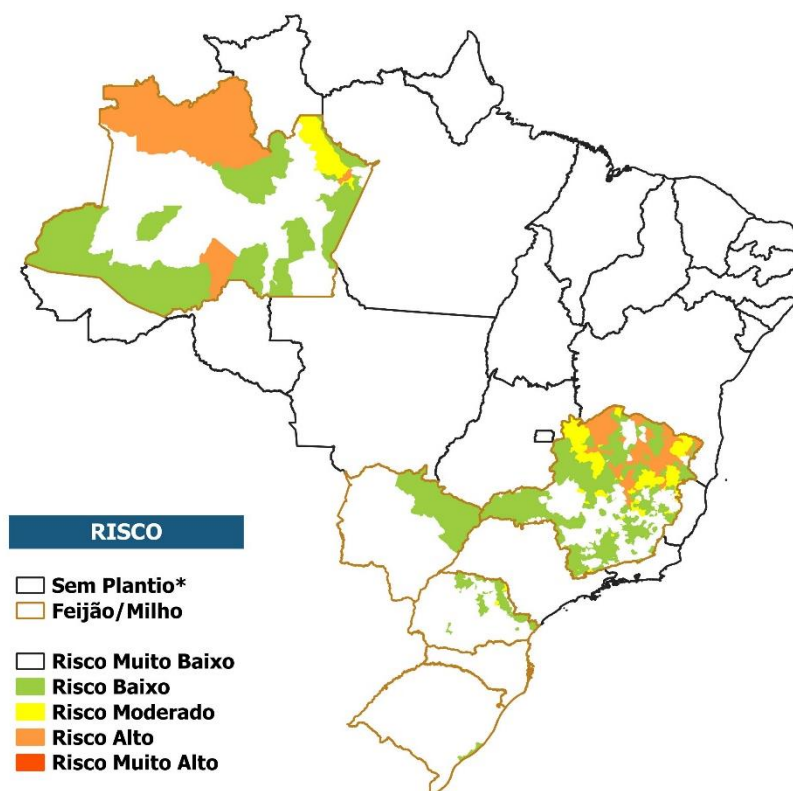 RISCO
Sem Plantio*
Feijão/Milho
Risco Muito Baixo
Risco Baixo
Risco Moderado
Risco Alto
Risco Muito Alto